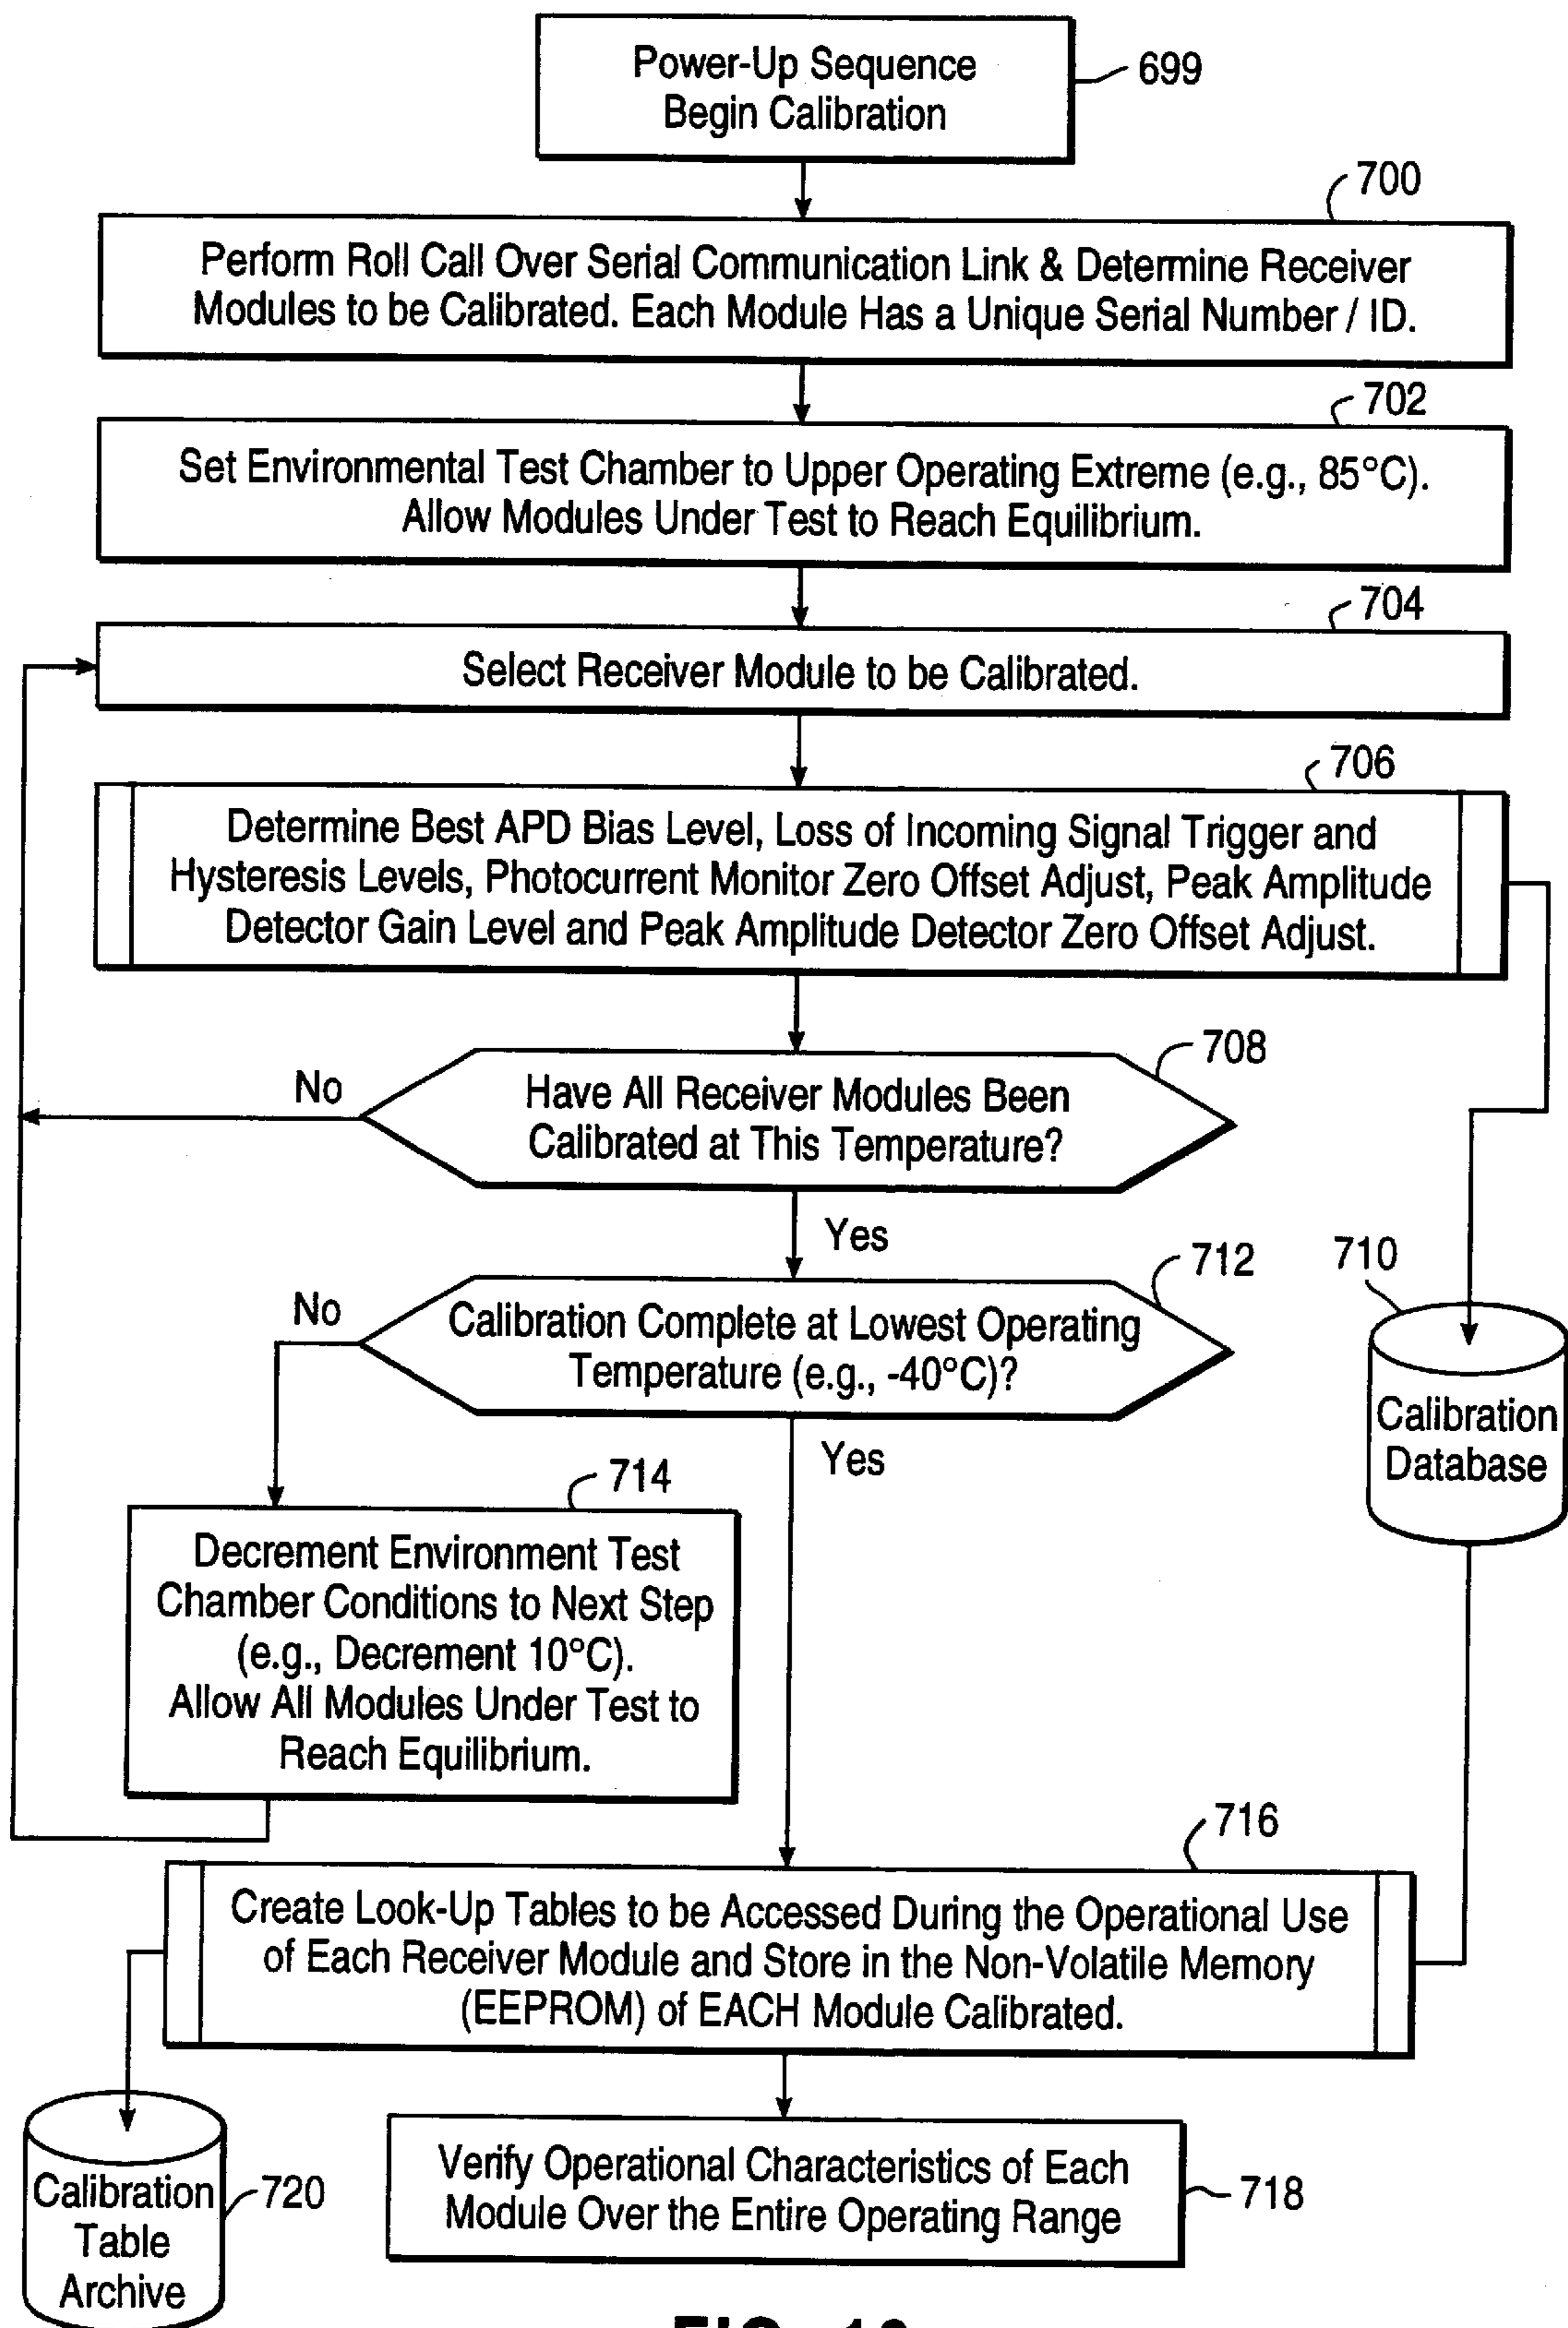 Power-Up Sequence
Begin Calibration
699
700
Perform Roll Call Over Serial Communication Link & Determine Receiver
Modules to be Calibrated. Each Module Has a Unique Serial Number / ID.
702
Set Environmental Test Chamber to Upper Operating Extreme (e.g., 85°C).
Allow Modules Under Test to Reach Equilibrium.
704
Select Receiver Module to be Calibrated.
706
Determine Best APD Bias Level, Loss of Incoming Signal Trigger and
Hysteresis Levels, Photocurrent Monitor Zero Offset Adjust, Peak Amplitude
Detector Gain Level and Peak Amplitude Detector Zero Offset Adjust.
708
No
Have All Receiver Modules Been
Calibrated at This Temperature?
Yes
712
710
No
Calibration Complete at Lowest Operating
Temperature (e.g., -40°C)?
Calibration
Database
Yes
714
Decrement Environment Test
Chamber Conditions to Next Step
(e.g., Decrement 10°C).
Allow All Modules Under Test to
Reach Equilibrium.
716
Create Look-Up Tables to be Accessed During the Operational Use
of Each Receiver Module and Store in the Non-Volatile Memory
(EEPROM) of EACH Module Calibrated.
Calibration
Table
Archive
720
Verify Operational Characteristics of Each
Module Over the Entire Operating Range
718